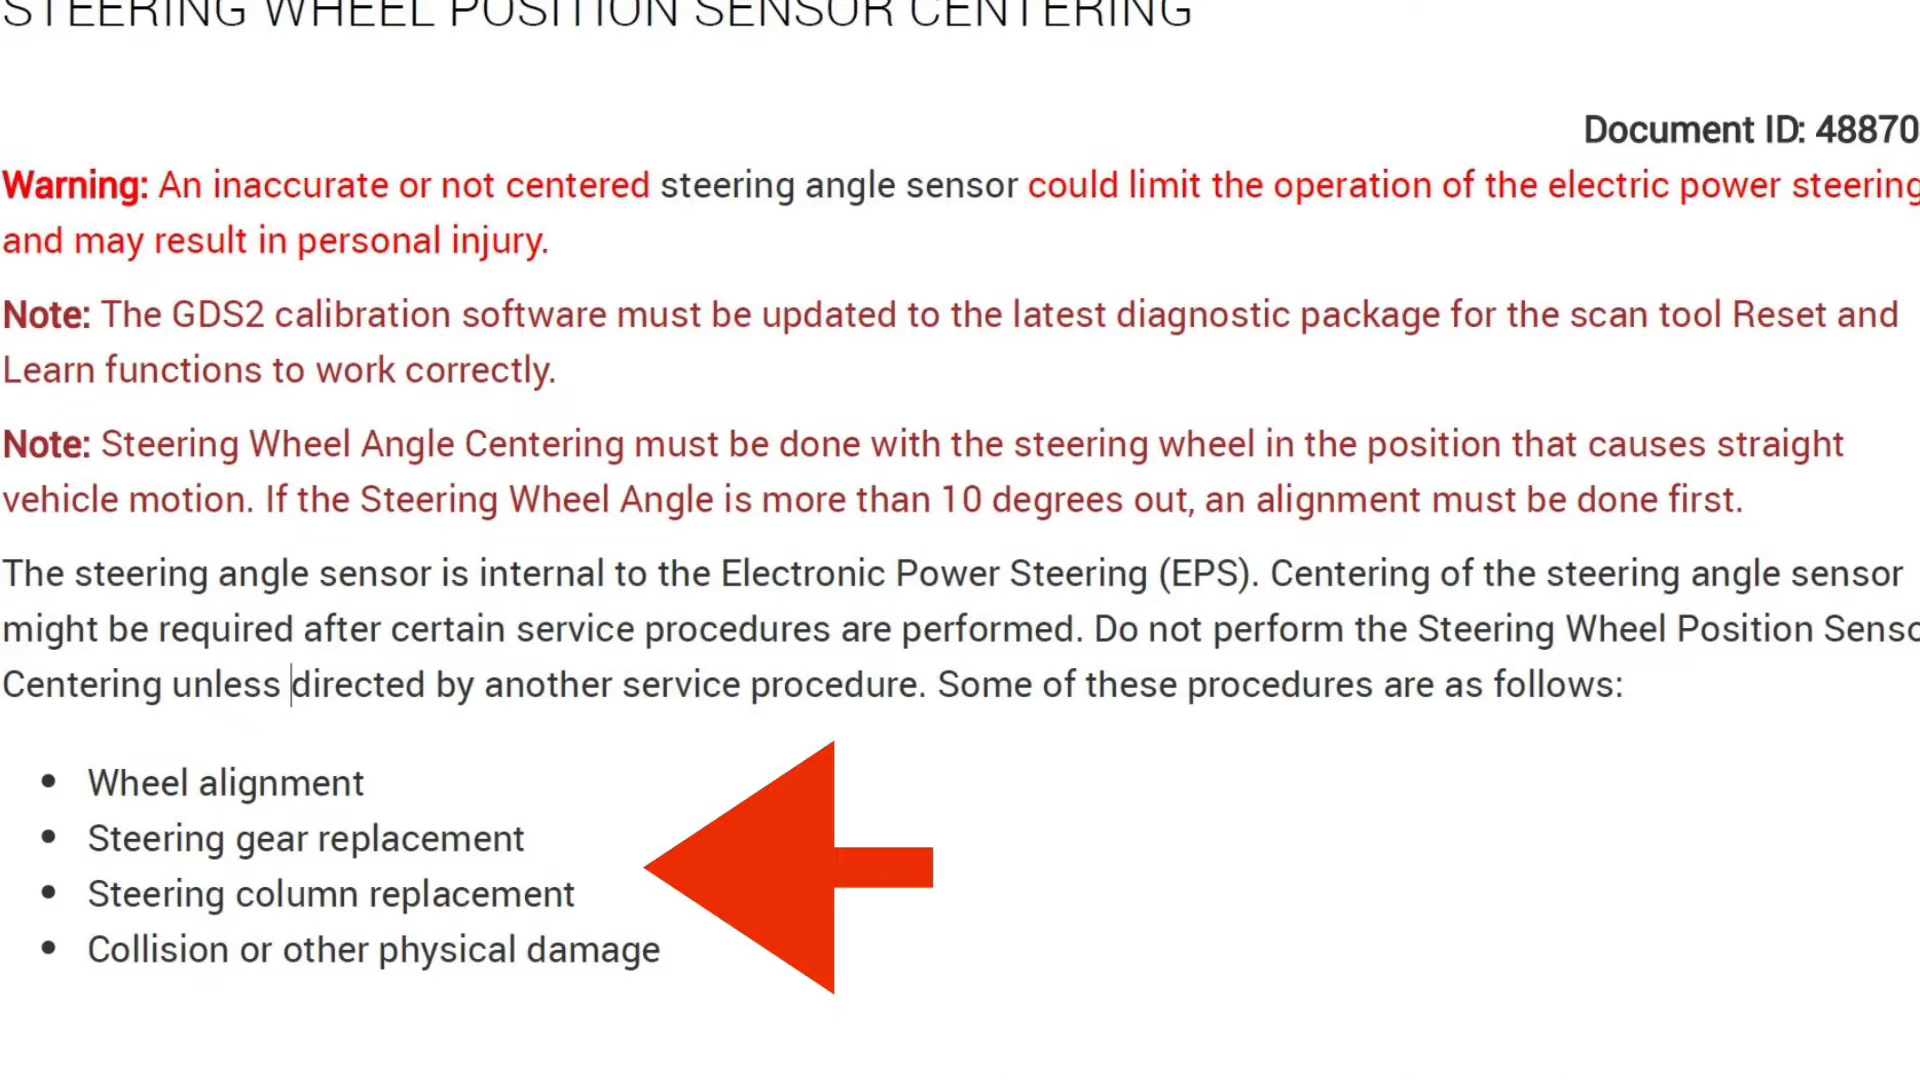 STEERING WHEEL POSITION SENSOR CENTERING
Document ID: 48870
Warning: An inaccurate or not centered steering angle sensor could limit the operation of the electric power steering
and may result in personal injury.
Note: The GDS2 calibration software must be updated to the latest diagnostic package for the scan tool Reset and
Learn functions to work correctly.
Note: Steering Wheel Angle Centering must be done with the steering wheel in the position that causes straight
vehicle motion. If the Steering Wheel Angle is more than 10 degrees out, an alignment must be done first.
The steering angle sensor is internal to the Electronic Power Steering (EPS). Centering of the steering angle sensor
might be required after certain service procedures are performed. Do not perform the Steering Wheel Position Senso
Centering unless directed by another service procedure. Some of these procedures are as follows:
• Wheel alignment
• Steering gear replacement
• Steering column replacement
• Collision or other physical damage